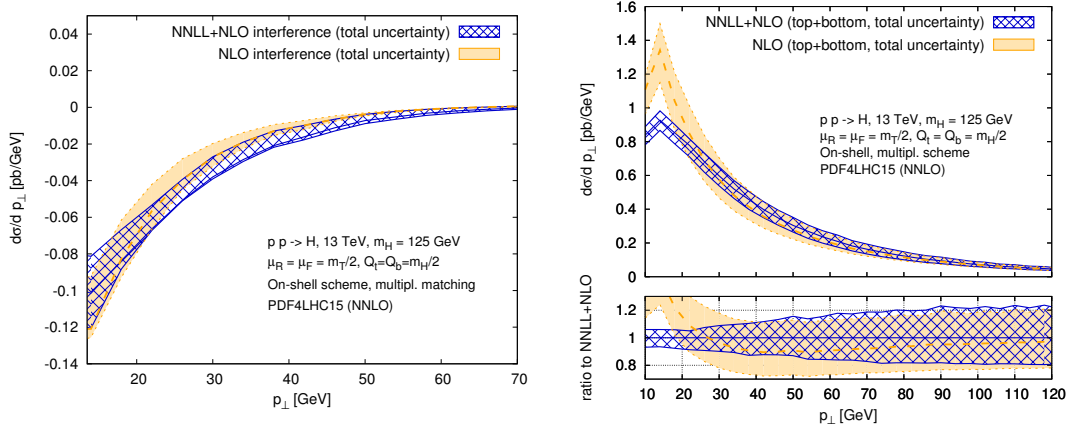 NNLL+NLO interference (total uncertainty)
NLO interference (total uncertainty)
0.04
0.02
0
-0.02
-0.04
-0.06
-0.08
-0.1
-0.12
-0.14
dσ/d p⊥ [pb/GeV]
p p -> H, 13 TeV, mH = 125 GeV
μR = μF = mT/2, Qt=Qb=mH/2
On-shell scheme, multipl. matching
PDF4LHC15 (NNLO)
20 30 40 50 60 70
p⊥ [GeV]
NNLL+NLO (top+bottom, total uncertainty)
NLO (top+bottom, total uncertainty)
1.6
1.4
1.2
1
0.8
0.6
0.4
0.2
0
dσ/d p⊥ [pb/GeV]
p p -> H, 13 TeV, mH = 125 GeV
μR = μF = mT/2, Qt = Qb = mH/2
On-shell, multipl. scheme
PDF4LHC15 (NNLO)
ratio to NNLL+NLO
1.2
1
0.8
10 20 30 40 50 60 70 80 90 100 110 120
p⊥ [GeV]